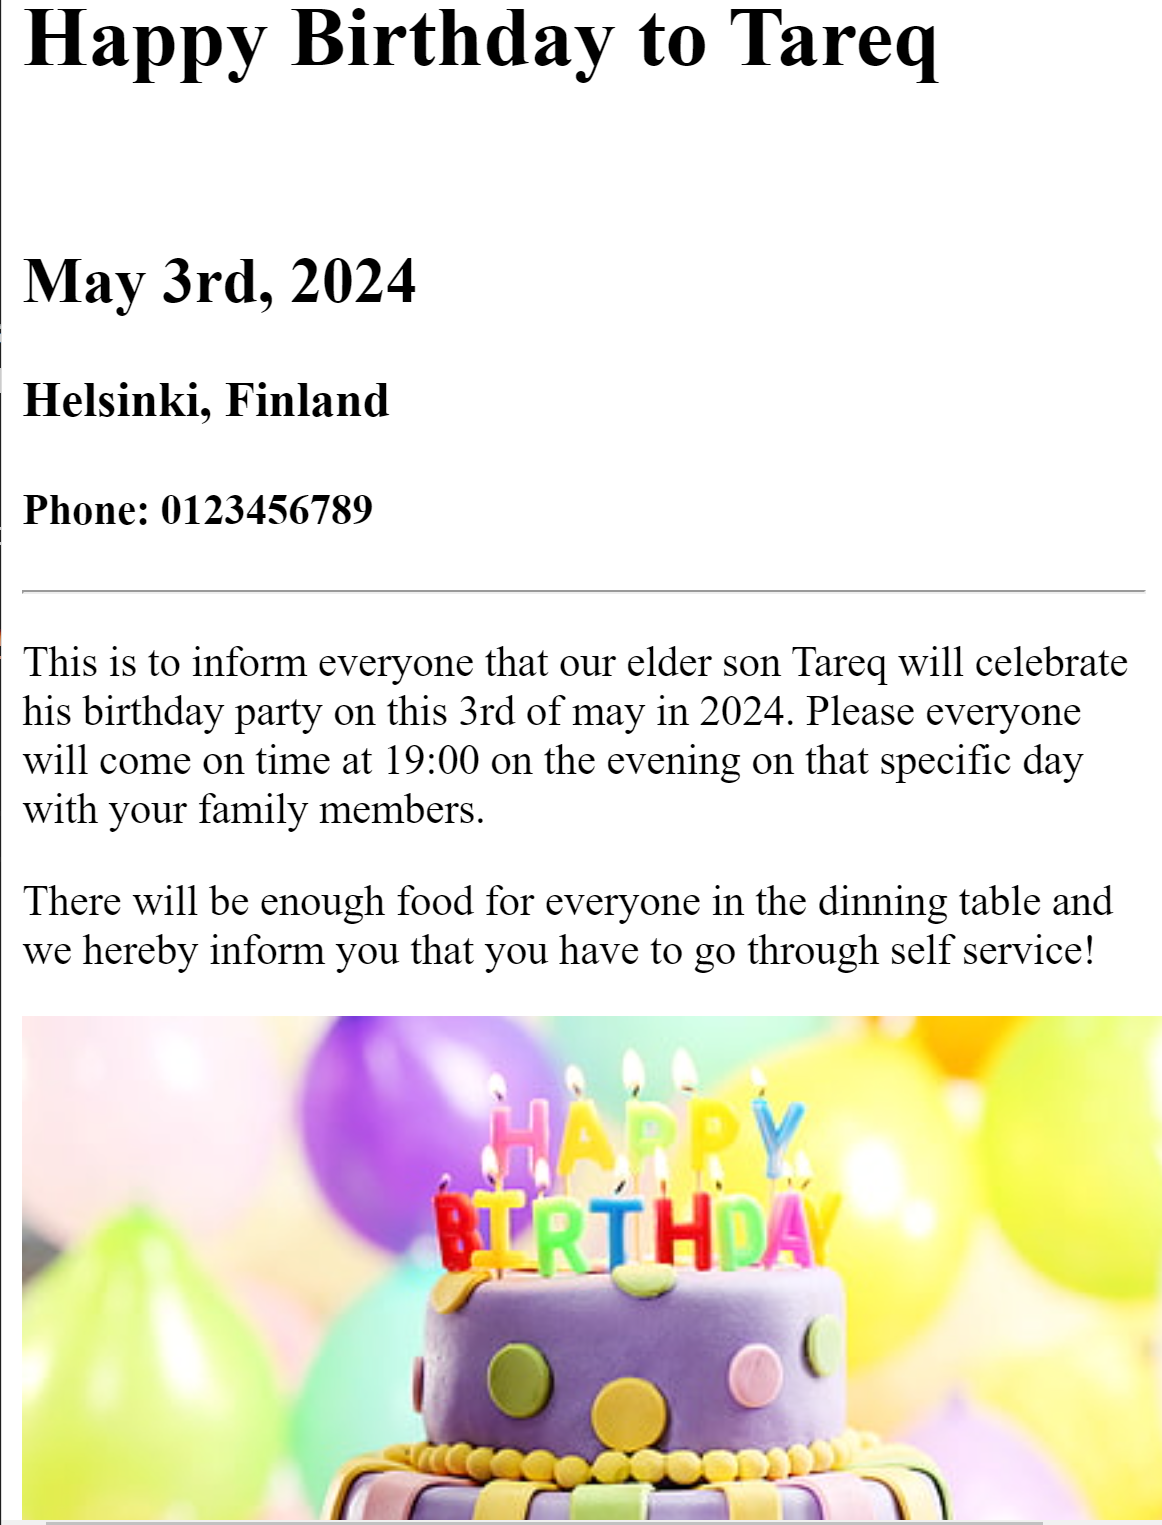 Happy Birthday to Tareq
May 3rd, 2024
Helsinki, Finland
Phone: 0123456789
This is to inform everyone that our elder son Tareq will celebrate
his birthday party on this 3rd of may in 2024. Please everyone
will come on time at 19:00 on the evening on that specific day
with your family members.
There will be enough food for everyone in the dinning table and
we hereby inform you that you have to go through self service!
HAPPY
BIRTHDAY